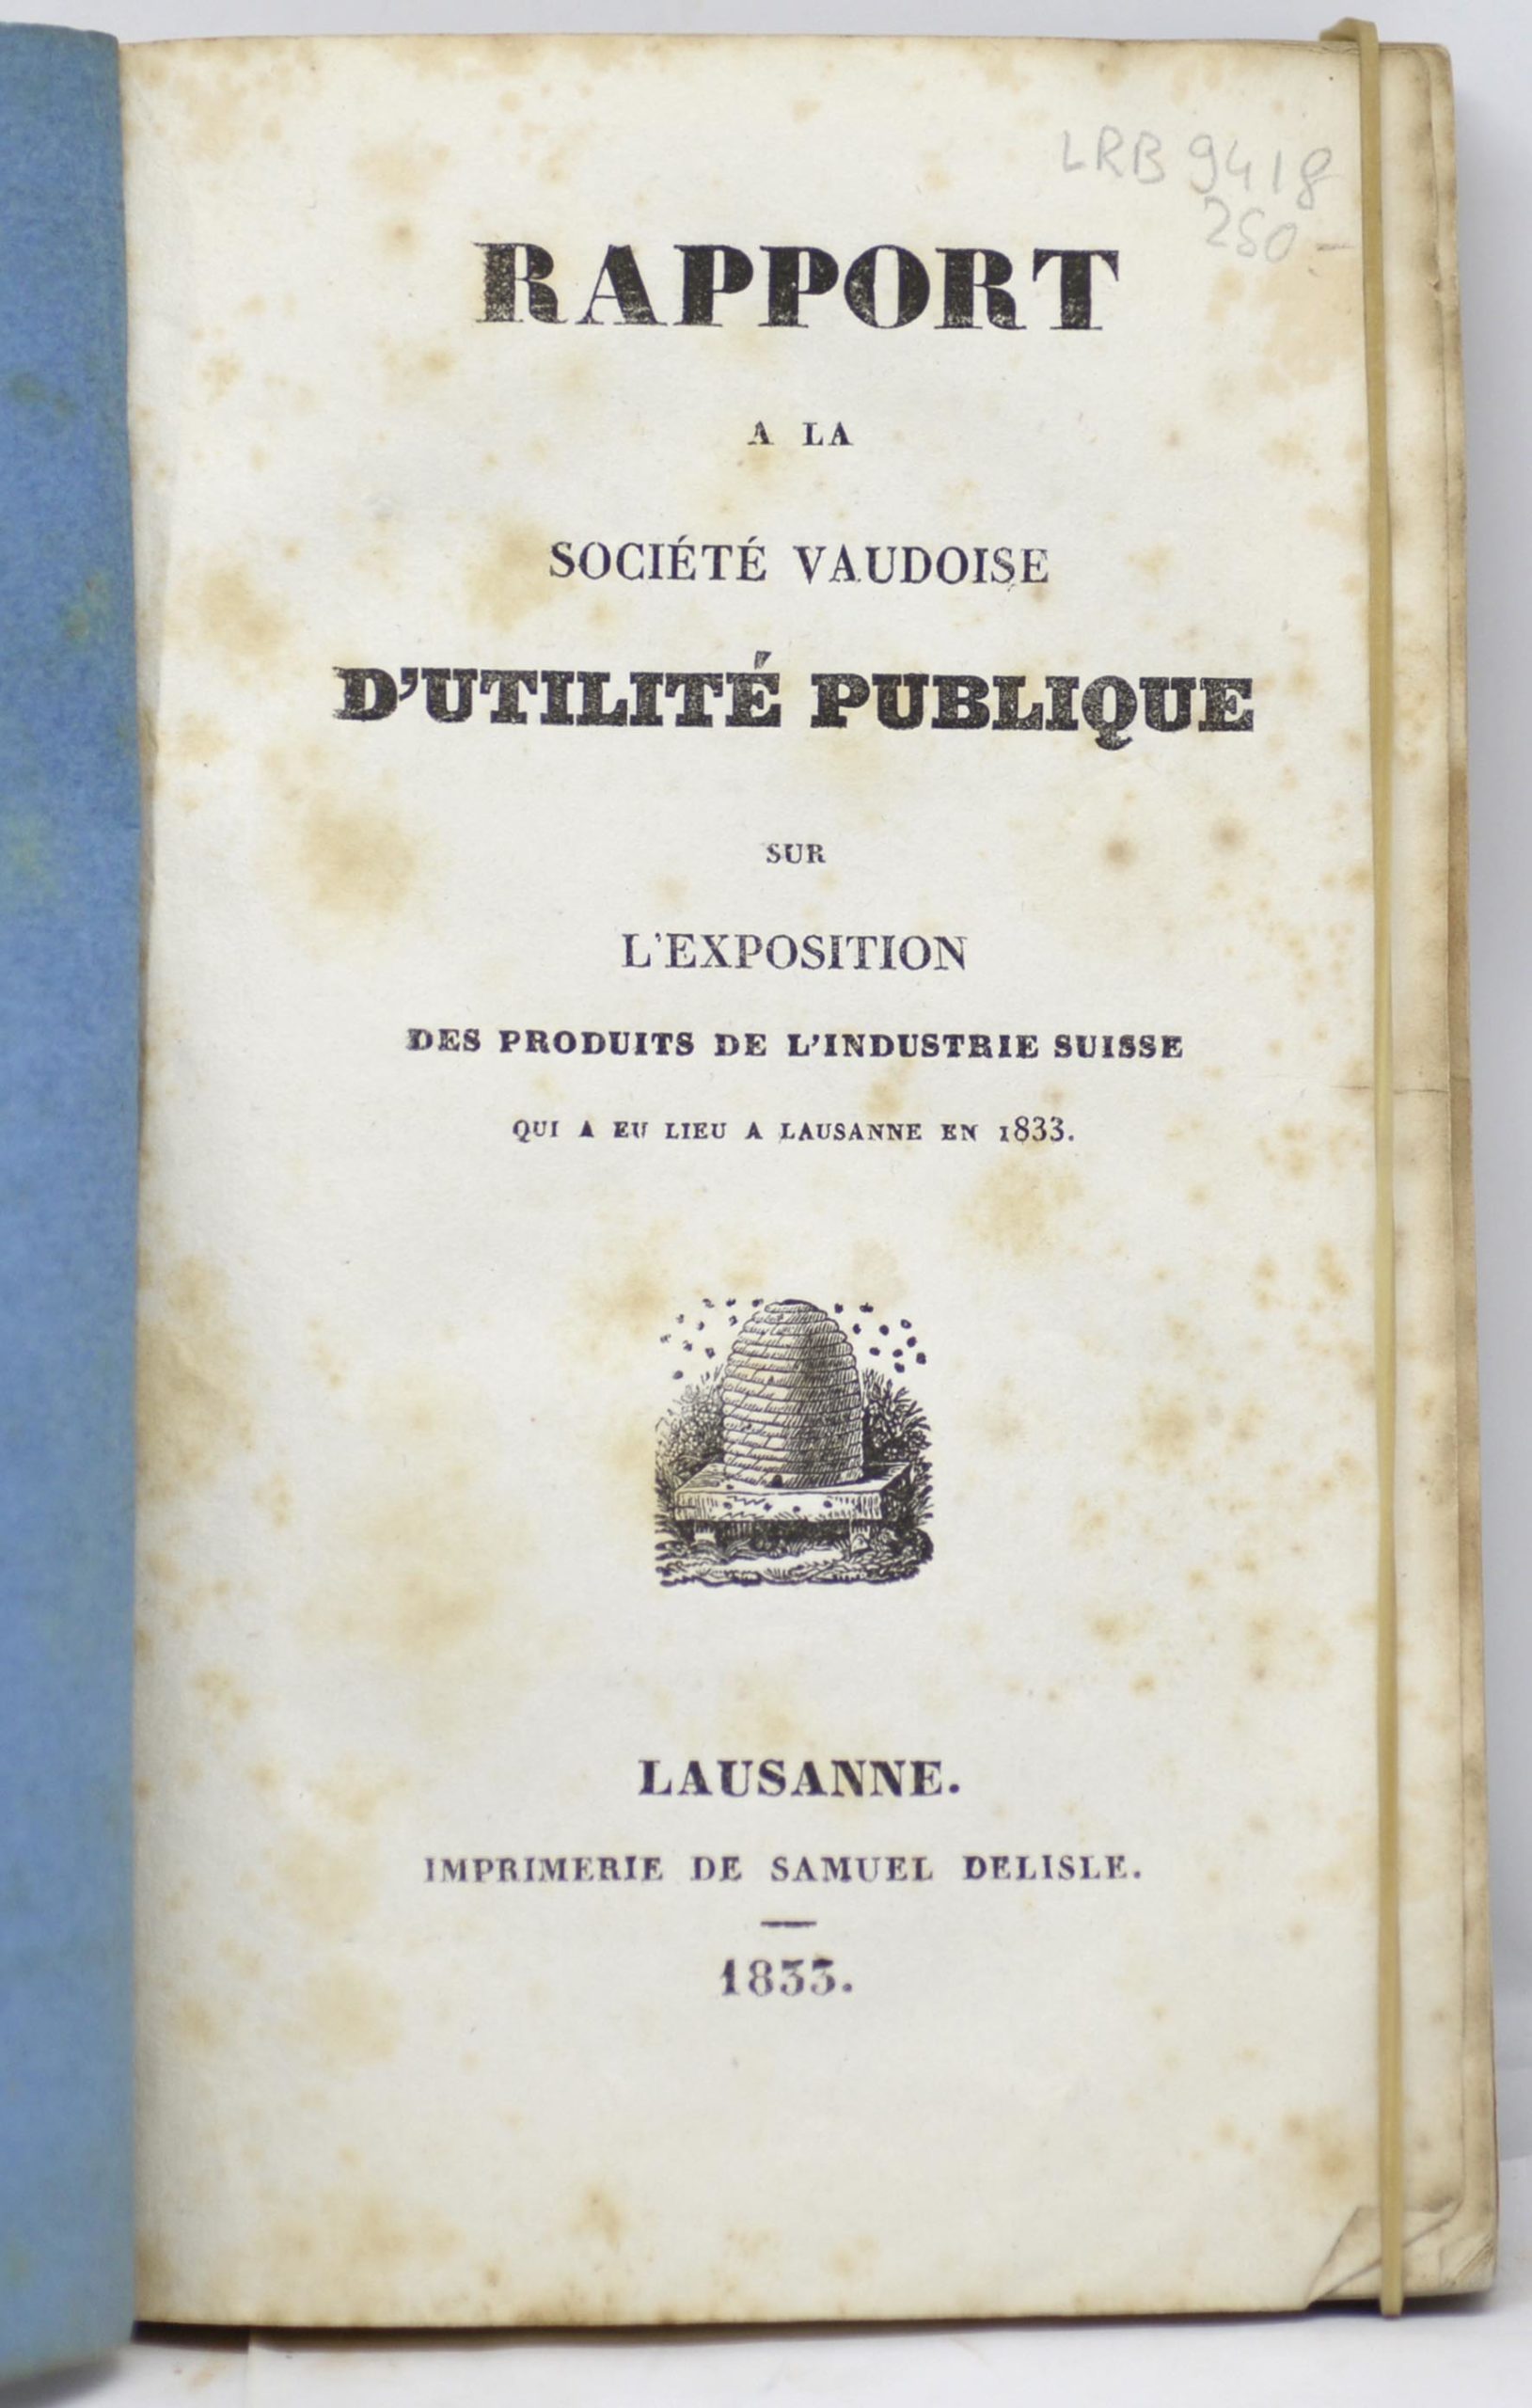 LRB 9418
250.-
RAPPORT
A LA
SOCIÉTÉ VAUDOISE
D'UTILITÉ PUBLIQUE
SUR
L'EXPOSITION
DES PRODUITS DE L'INDUSTRIE SUISSE
QUI A EU LIEU A LAUSANNE EN 1833.
LAUSANNE.
IMPRIMERIE DE SAMUEL DELISLE.
1833.